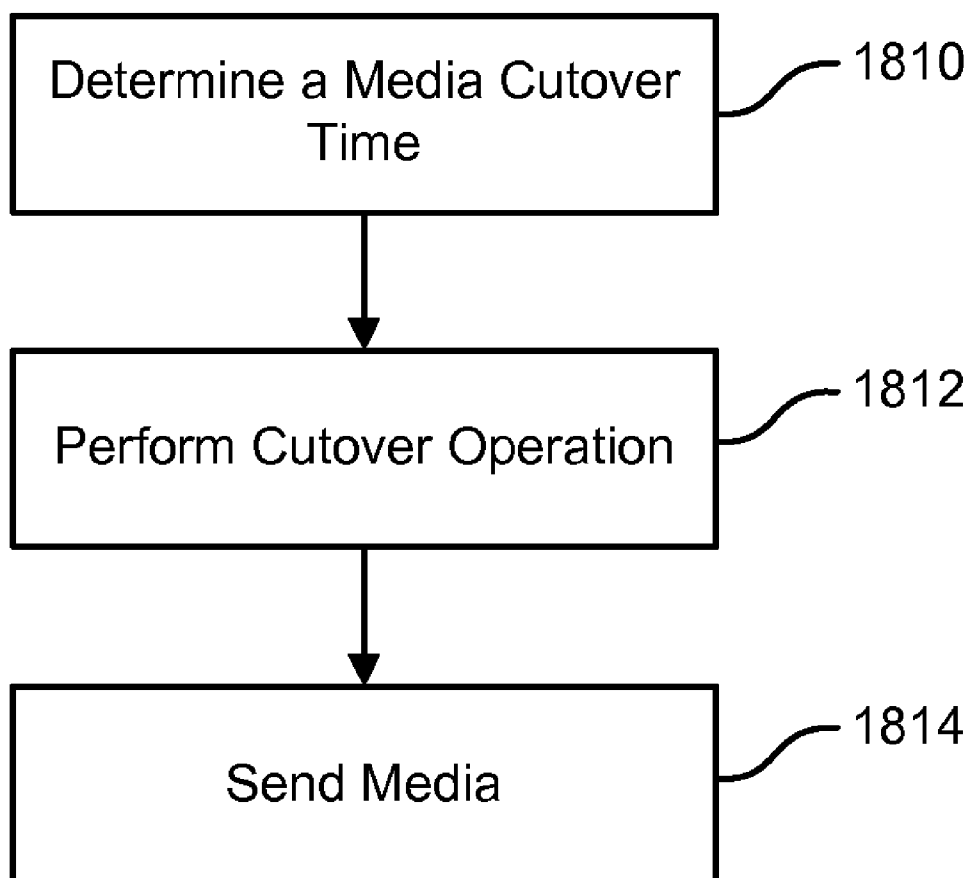 Determine a Media Cutover
Time
1810
Perform Cutover Operation
1812
Send Media
1814